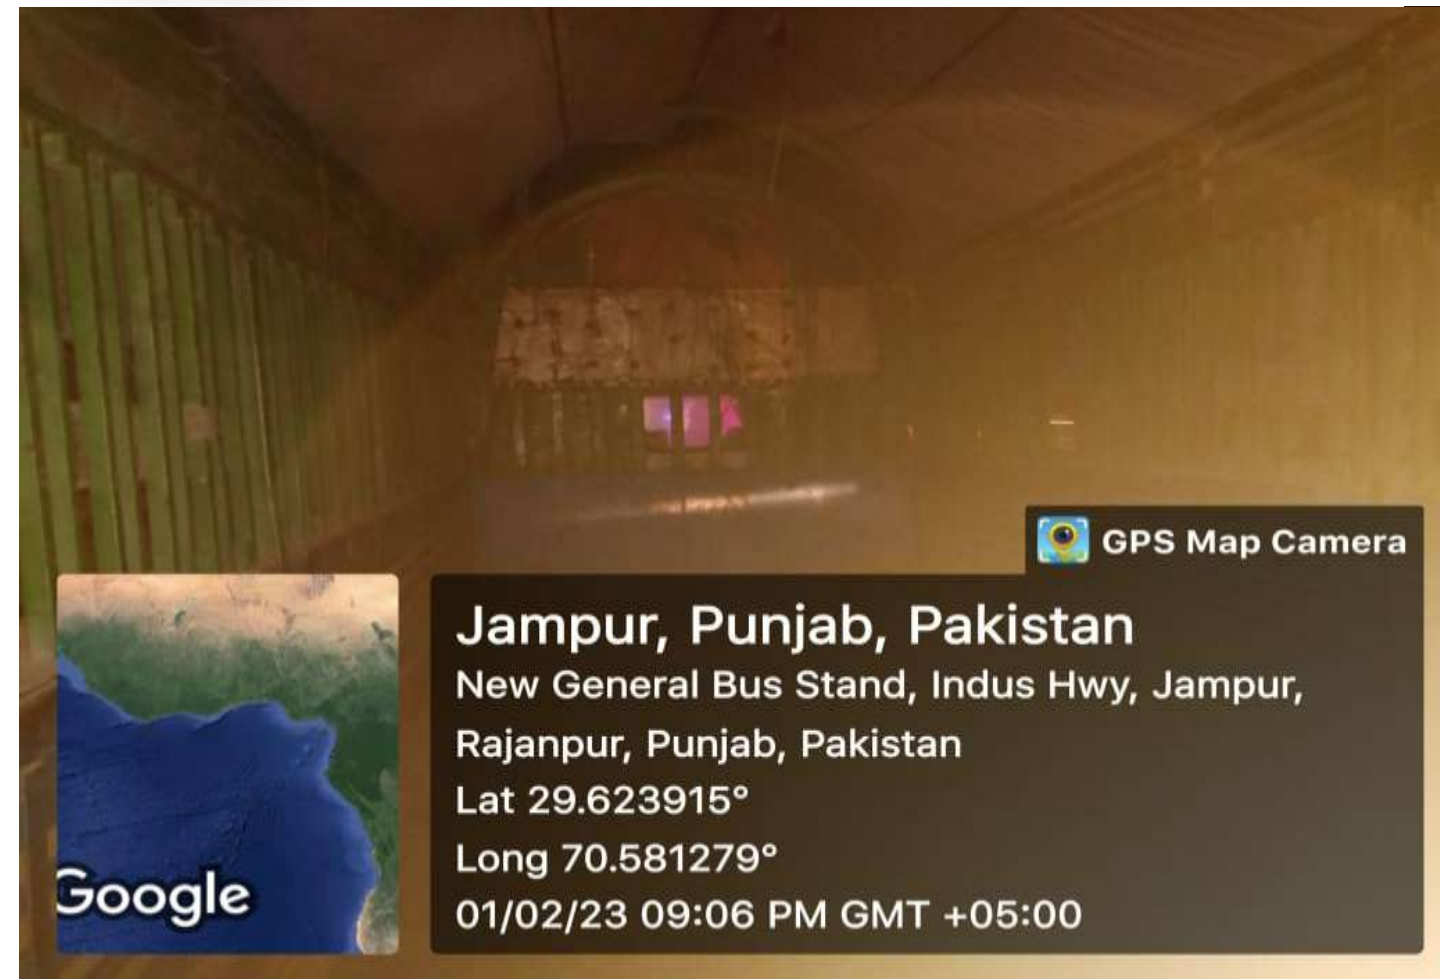 GPS Map Camera
Jampur, Punjab, Pakistan
New General Bus Stand, Indus Hwy, Jampur,
Rajanpur, Punjab, Pakistan
Lat 29.623915°
Long 70.581279°
01/02/23 09:06 PM GMT +05:00
Google